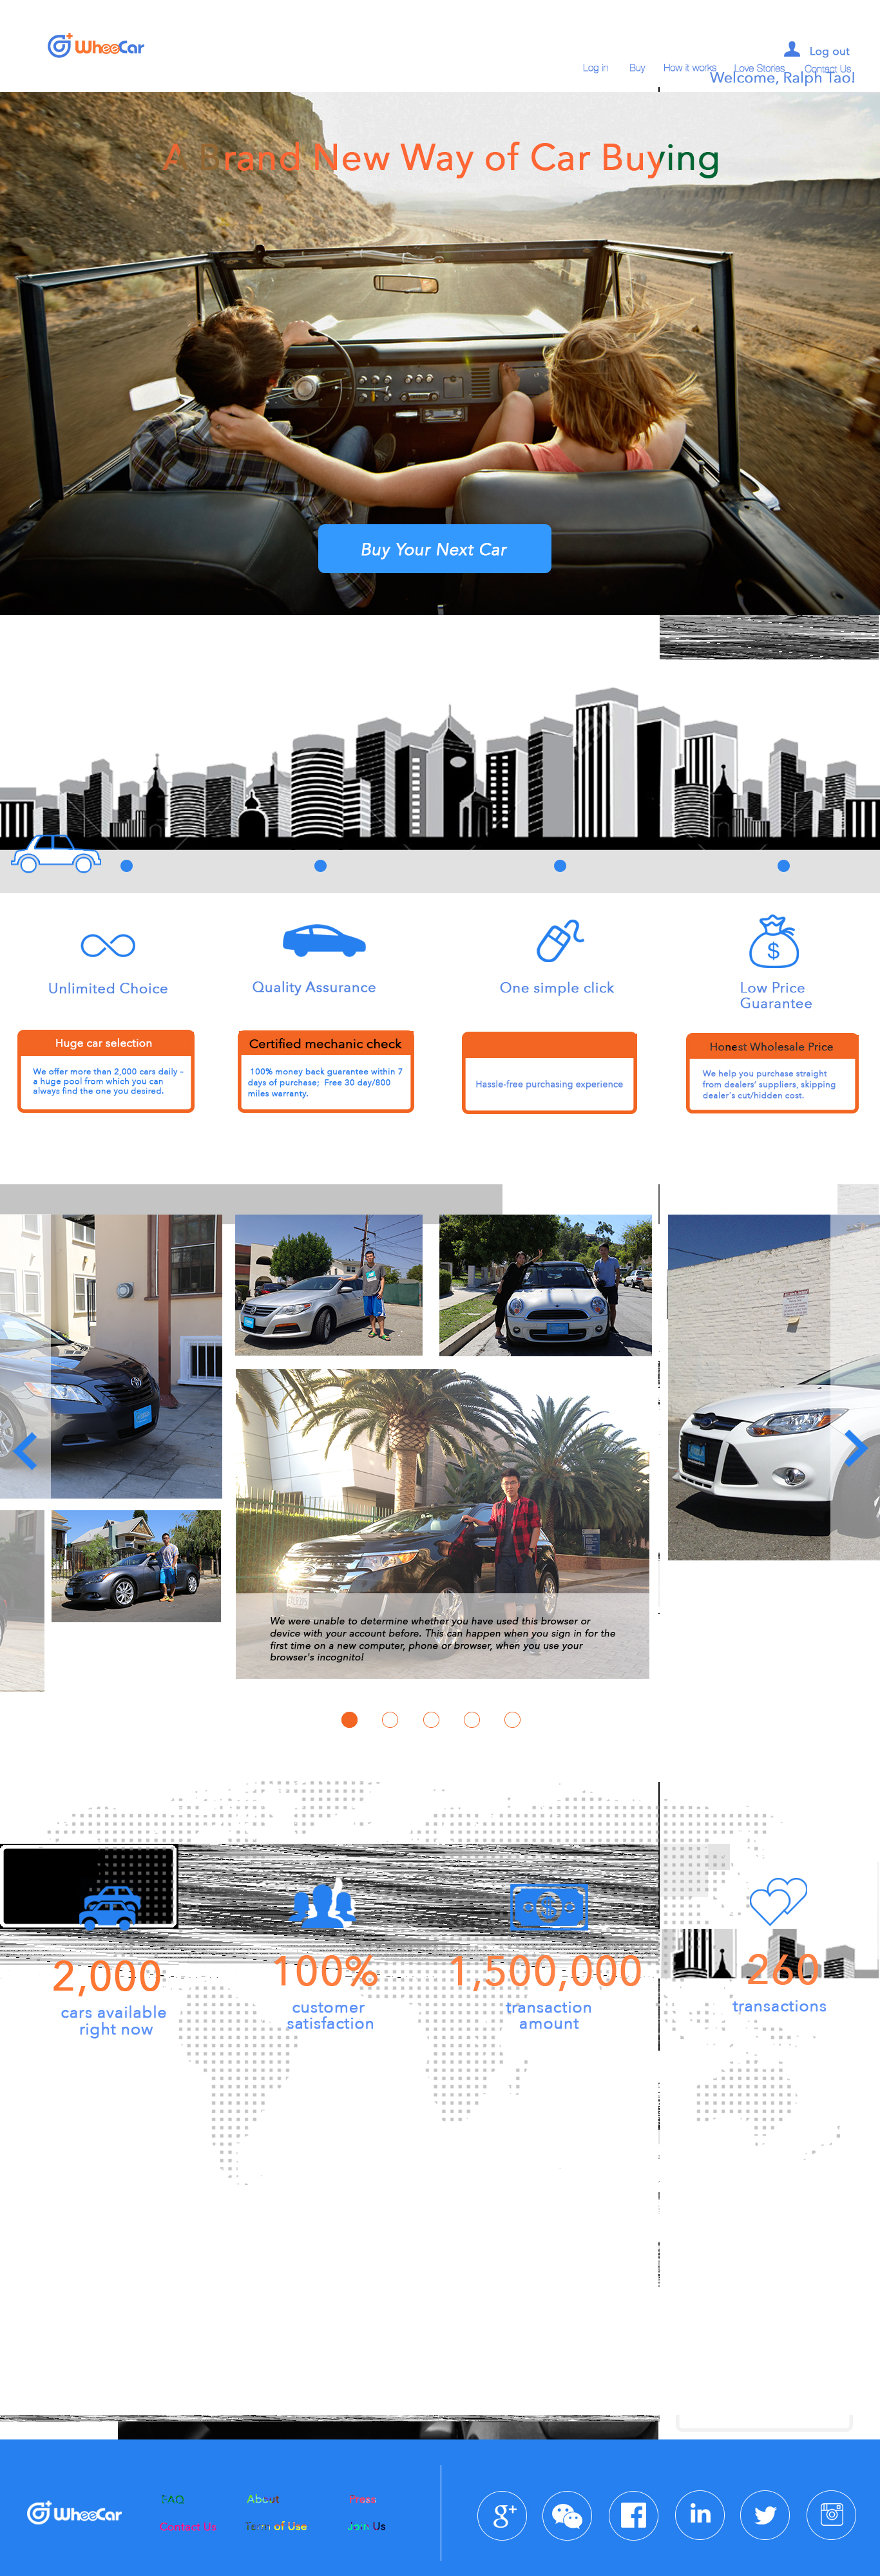 WheeCar
Log out
Log in Buy How it works Love Stories Contact Us
Welcome, Ralph Tao!
A Brand New Way of Car Buying
Buy Your Next Car
Unlimited Choice
Quality Assurance
One simple click
Low Price
Guarantee
Huge car selection
We offer more than 2,000 cars daily –
a huge pool from which you can
always find the one you desired.
Certified mechanic check
100% money back guarantee within 7
days of purchase; Free 30 day/800
miles warranty.
Hassle-free purchasing experience
Honest Wholesale Price
We help you purchase straight
from dealers' suppliers, skipping
dealer's cut/hidden cost.
We were unable to determine whether you have used this browser or
device with your account before. This can happen when you sign in for the
first time on a new computer, phone or browser, when you use your
browser's incognitol
2,000
cars available
right now
100%
customer
satisfaction
1,500,000
transaction
amount
260
transactions
WheeCar
FAQ About Press
Contact Us Term of Use Join Us
g+
in